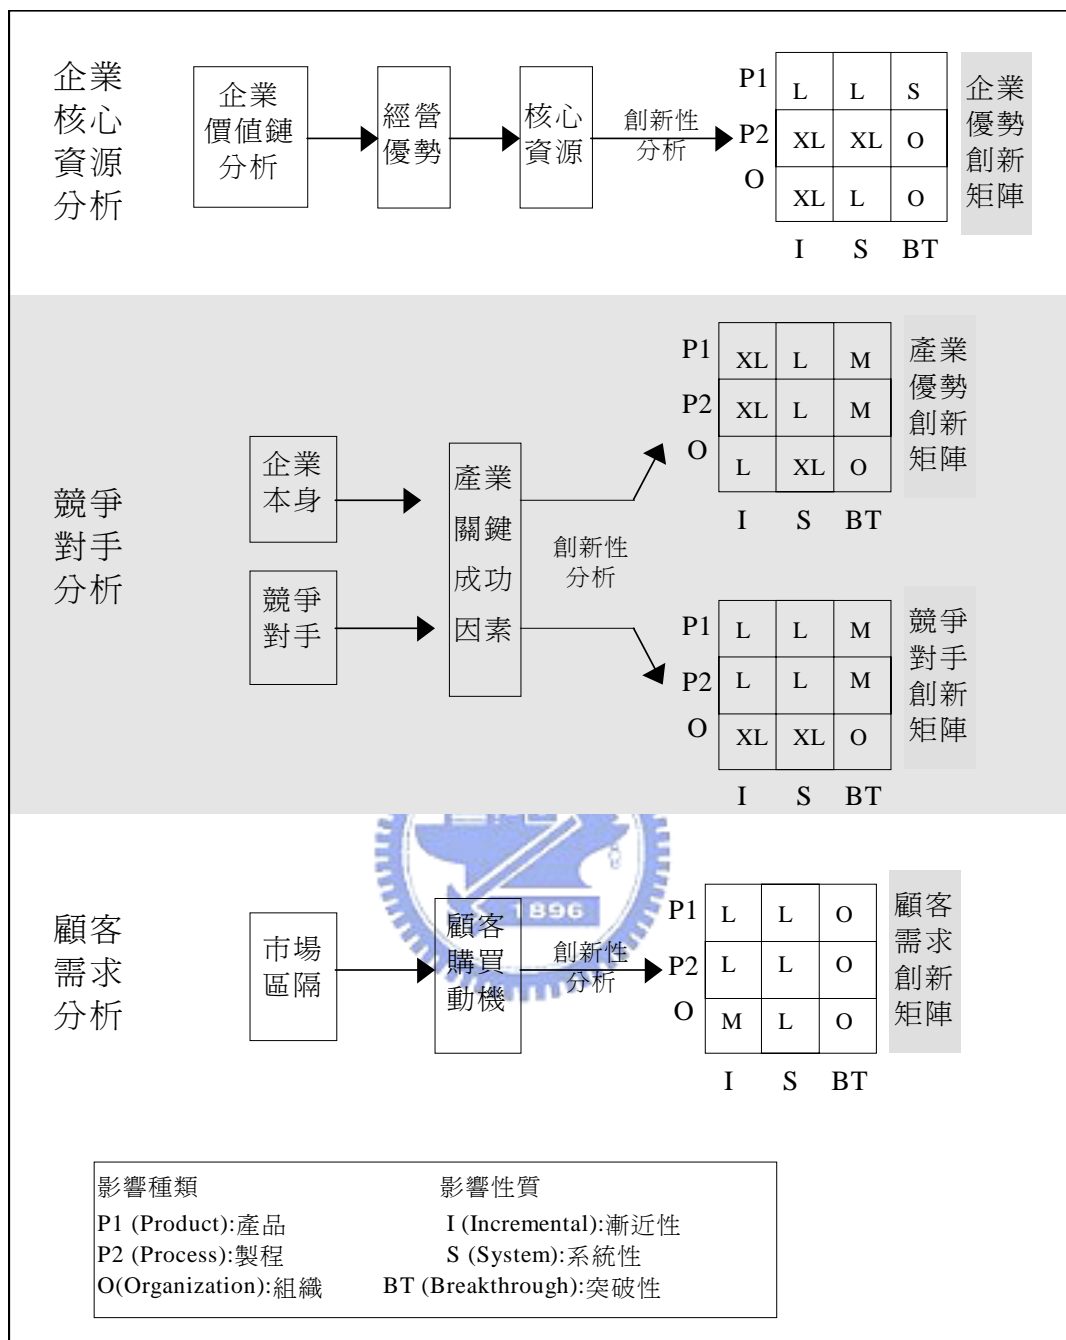 企業
核心
資源
分析
企業
價值鏈
分析
經營
優勢
核心
資源
創新性
分析
P1 L L S
P2 XL XL O
O XL L O
I S BT
企業
優勢
創新
矩陣
競爭
對手
分析
企業
本身
競爭
對手
產業
關鍵
成功
因素
創新性
分析
P1 XL L M
P2 XL L M
O L XL O
I S BT
產業
優勢
創新
矩陣
P1 L L M
P2 L L M
O XL XL O
I S BT
競爭
對手
創新
矩陣
顧客
需求
分析
市場
區隔
1896
顧客
購買
動機
創新性
分析
P1 L L O
P2 L L O
O M L O
I S BT
顧客
需求
創新
矩陣
影響種類 影響性質
P1 (Product):產品 I (Incremental):漸近性
P2 (Process):製程 S (System):系統性
O(Organization):組織 BT (Breakthrough):突破性